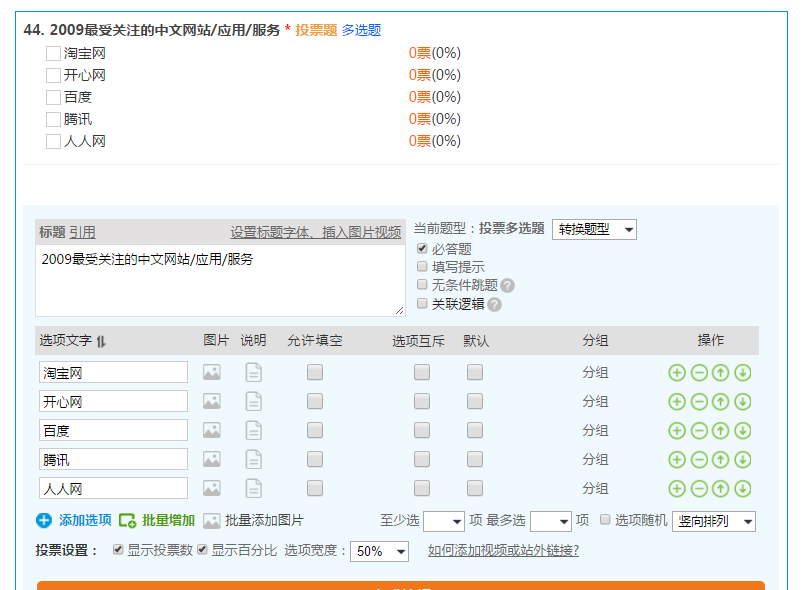 44. 2009最受关注的中文网站/应用/服务 * 投票题 多选题
淘宝网 0票(0%)
开心网 0票(0%)
百度 0票(0%)
腾讯 0票(0%)
人人网 0票(0%)
标题 引用 设置标题字体、插入图片视频 当前题型：投票多选题 转换题型
2009最受关注的中文网站/应用/服务
必答题
填写提示
无条件跳题 ?
关联逻辑 ?
选项文字 图片 说明 允许填空 选项互斥 默认 分组 操作
淘宝网 分组
开心网 分组
百度 分组
腾讯 分组
人人网 分组
添加选项 批量增加 批量添加图片 至少选 项 最多选 项 选项随机 竖向排列
投票设置： 显示投票数 显示百分比 选项宽度： 50% 如何添加视频或站外链接?